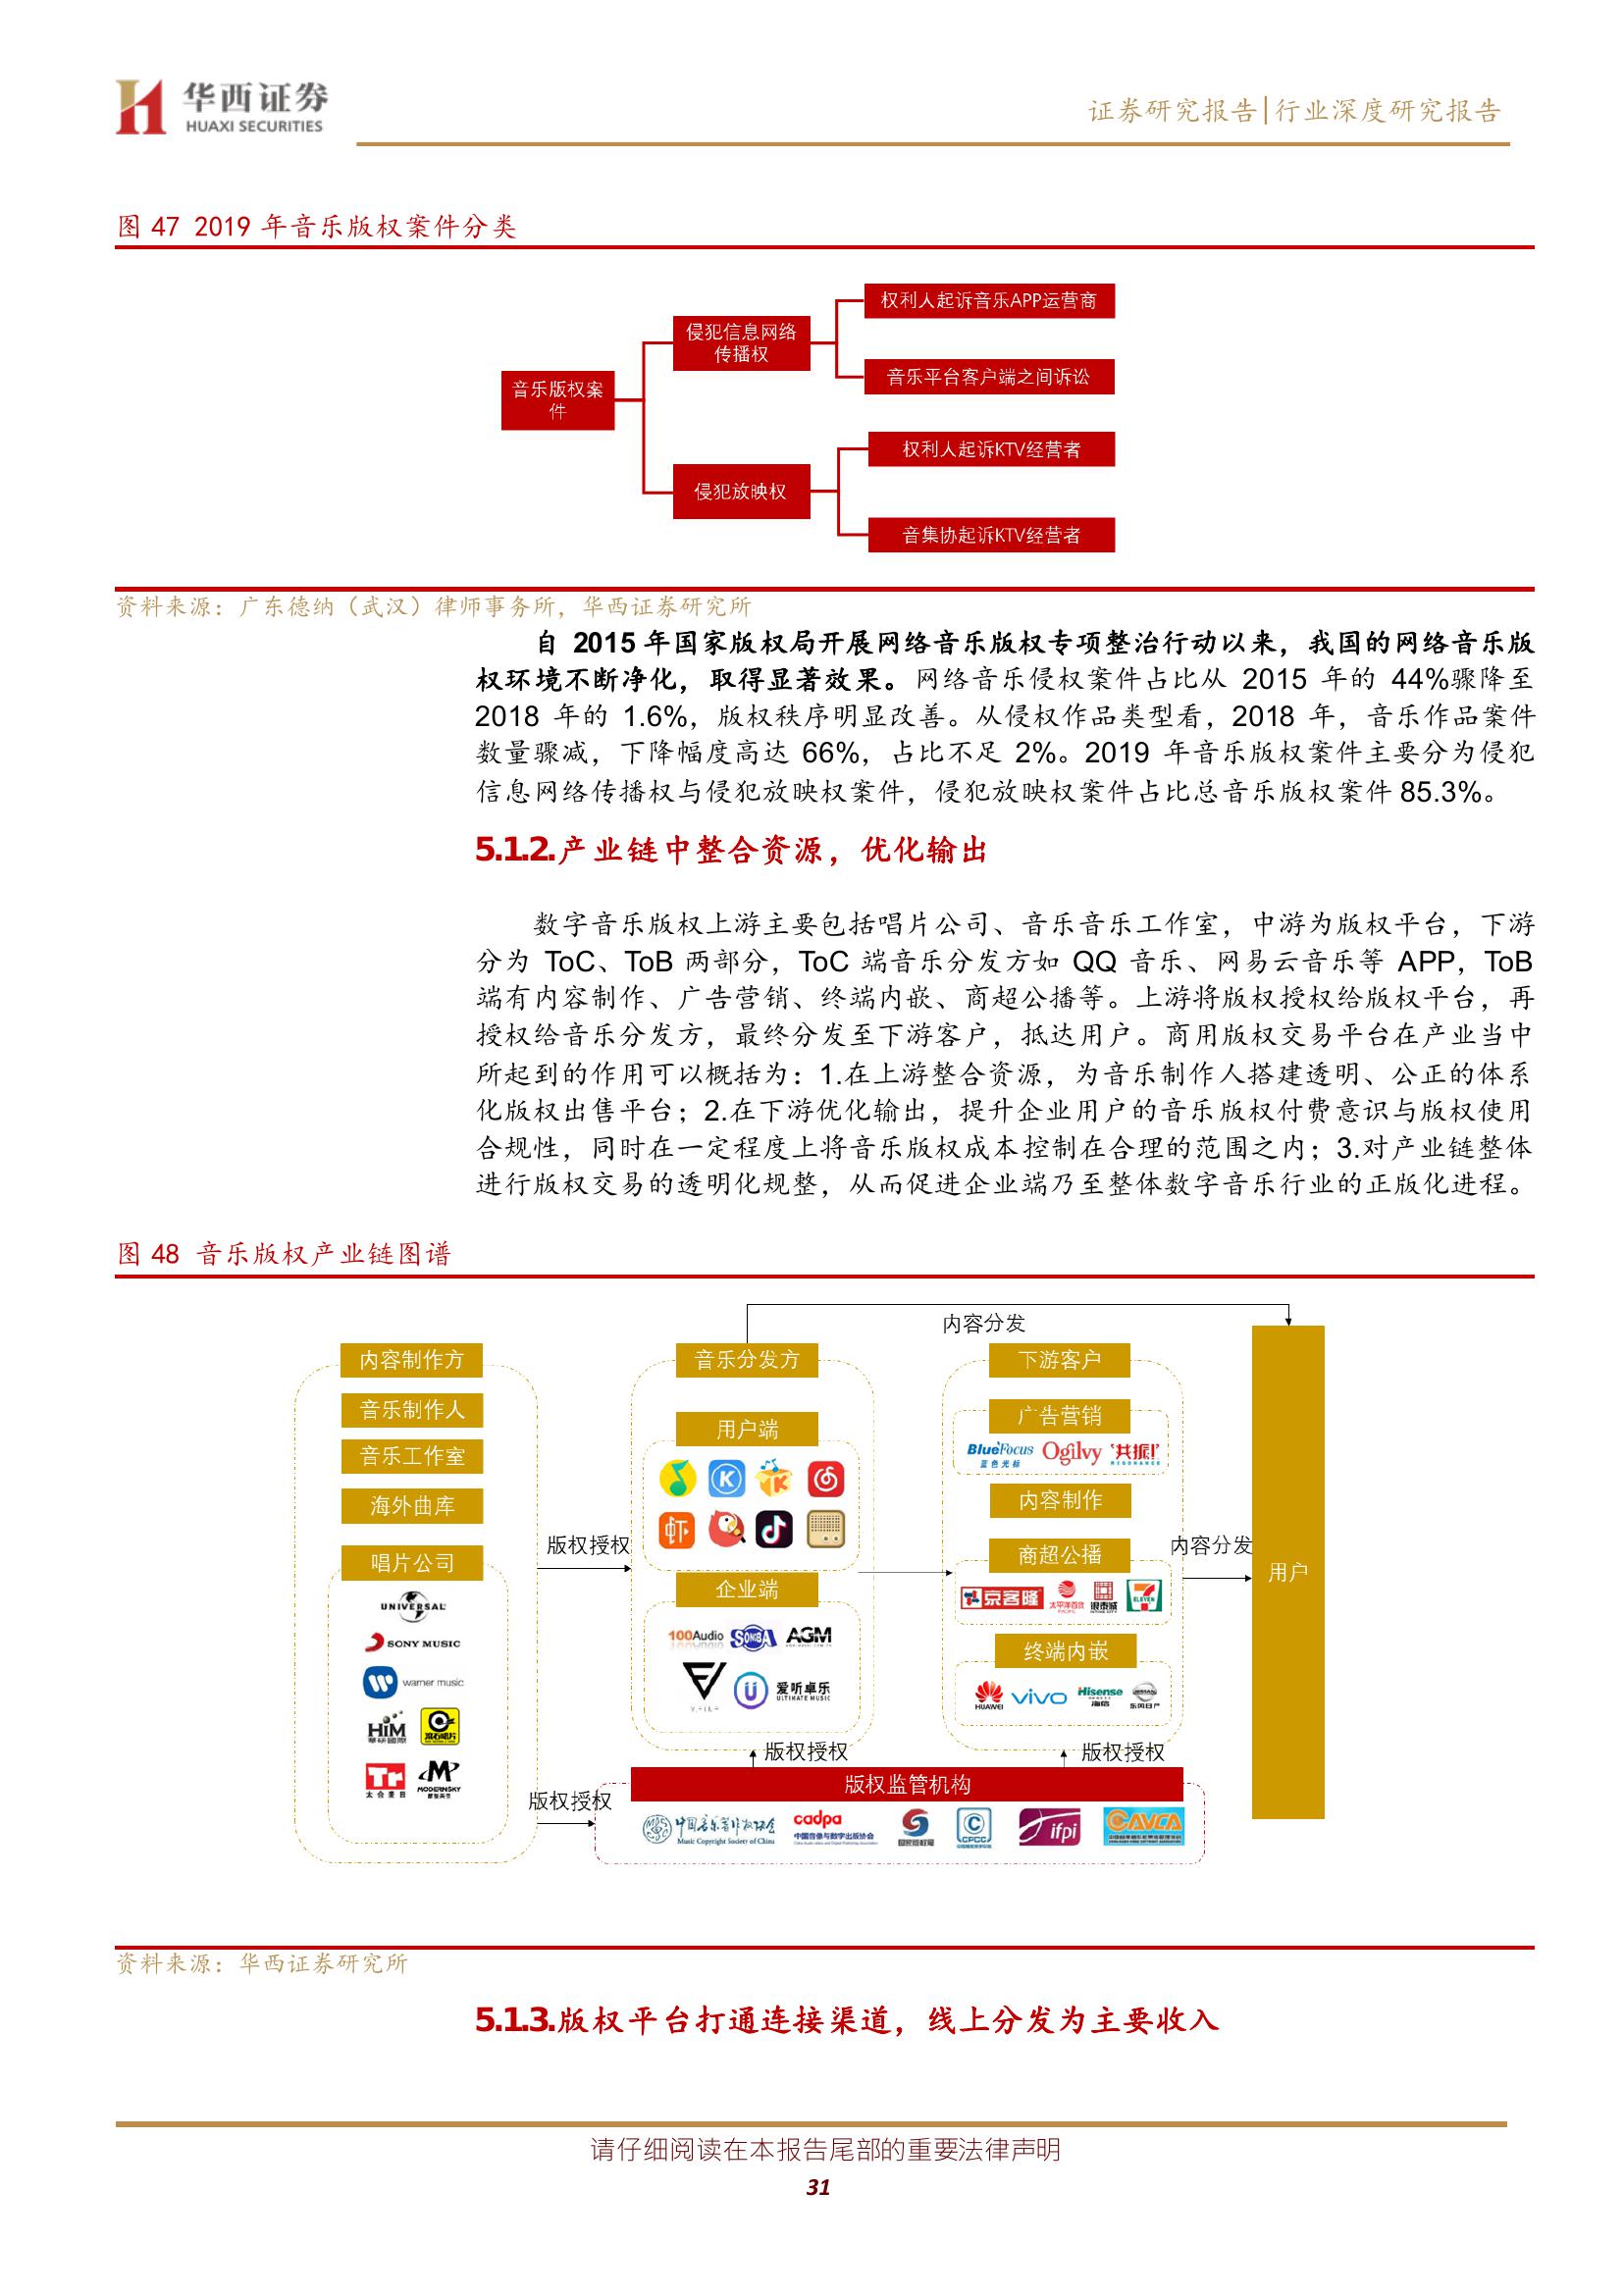 华西证券
HUAXI SECURITIES
证券研究报告|行业深度研究报告
图 47 2019 年音乐版权案件分类
权利人起诉音乐APP运营商
侵犯信息网络
传播权
音乐平台客户端之间诉讼
音乐版权案
件
权利人起诉KTV经营者
侵犯放映权
音集协起诉KTV经营者
资料来源：广东德纳（武汉）律师事务所，华西证券研究所
自 2015 年国家版权局开展网络音乐版权专项整治行动以来，我国的网络音乐版
权环境不断净化，取得显著效果。网络音乐侵权案件占比从 2015 年的 44%骤降至
2018 年的 1.6%，版权秩序明显改善。从侵权作品类型看，2018 年，音乐作品案件
数量骤减，下降幅度高达 66%，占比不足 2%。2019 年音乐版权案件主要分为侵犯
信息网络传播权与侵犯放映权案件，侵犯放映权案件占比总音乐版权案件 85.3%。
5.1.2.产业链中整合资源，优化输出
数字音乐版权上游主要包括唱片公司、音乐音乐工作室，中游为版权平台，下游
分为 ToC、ToB 两部分，ToC 端音乐分发方如 QQ 音乐、网易云音乐等 APP，ToB
端有内容制作、广告营销、终端内嵌、商超公播等。上游将版权授权给版权平台，再
授权给音乐分发方，最终分发至下游客户，抵达用户。商用版权交易平台在产业当中
所起到的作用可以概括为：1.在上游整合资源，为音乐制作人搭建透明、公正的体系
化版权出售平台；2.在下游优化输出，提升企业用户的音乐版权付费意识与版权使用
合规性，同时在一定程度上将音乐版权成本控制在合理的范围之内；3.对产业链整体
进行版权交易的透明化规整，从而促进企业端乃至整体数字音乐行业的正版化进程。
图 48 音乐版权产业链图谱
内容分发
内容制作方
音乐制作人
音乐工作室
海外曲库
唱片公司
UNIVERSAL
SONY MUSIC
warner music
HIM
華研國際
滚石唱片
Tr
太合麦田
MODERNSKY
版权授权
音乐分发方
用户端
K
虾
企业端
100Audio
SONGBA
AGM
爱听卓乐
ULTIMATE MUSIC
下游客户
广告营销
BlueFocus
蓝色光标
Ogilvy
共振
内容制作
商超公播
京客隆
太平洋百货
银泰城
7 ELEVEN
终端内嵌
HUAWEI
vivo
Hisense
海信
NISSAN
东风日产
内容分发
用户
版权授权
版权授权
版权授权
版权监管机构
中国音乐著作权协会
Music Copyright Society of China
cadpa
中国音像与数字出版协会
国家版权局
CPCC
ifpi
CAVCA
资料来源：华西证券研究所
5.1.3.版权平台打通连接渠道，线上分发为主要收入
请仔细阅读在本报告尾部的重要法律声明
31